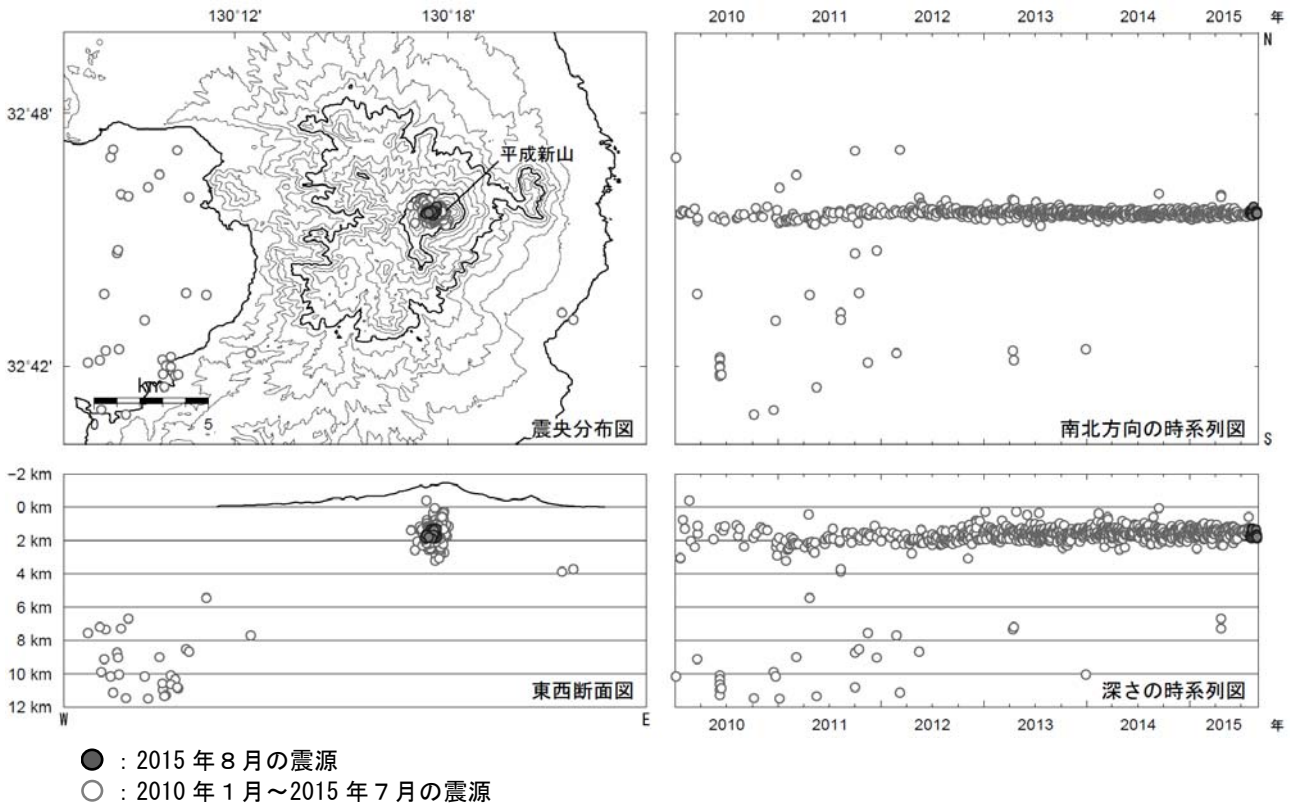 130°12' 130°18'
32°48'
32°42'
平成新山
km
0 5
震央分布図
2010 2011 2012 2013 2014 2015 年
N
S
南北方向の時系列図
-2 km
0 km
2 km
4 km
6 km
8 km
10 km
12 km
W E
東西断面図
深さの時系列図
2010 2011 2012 2013 2014 2015 年
:2015 年8月の震源
:2010 年1月~2015 年7月の震源